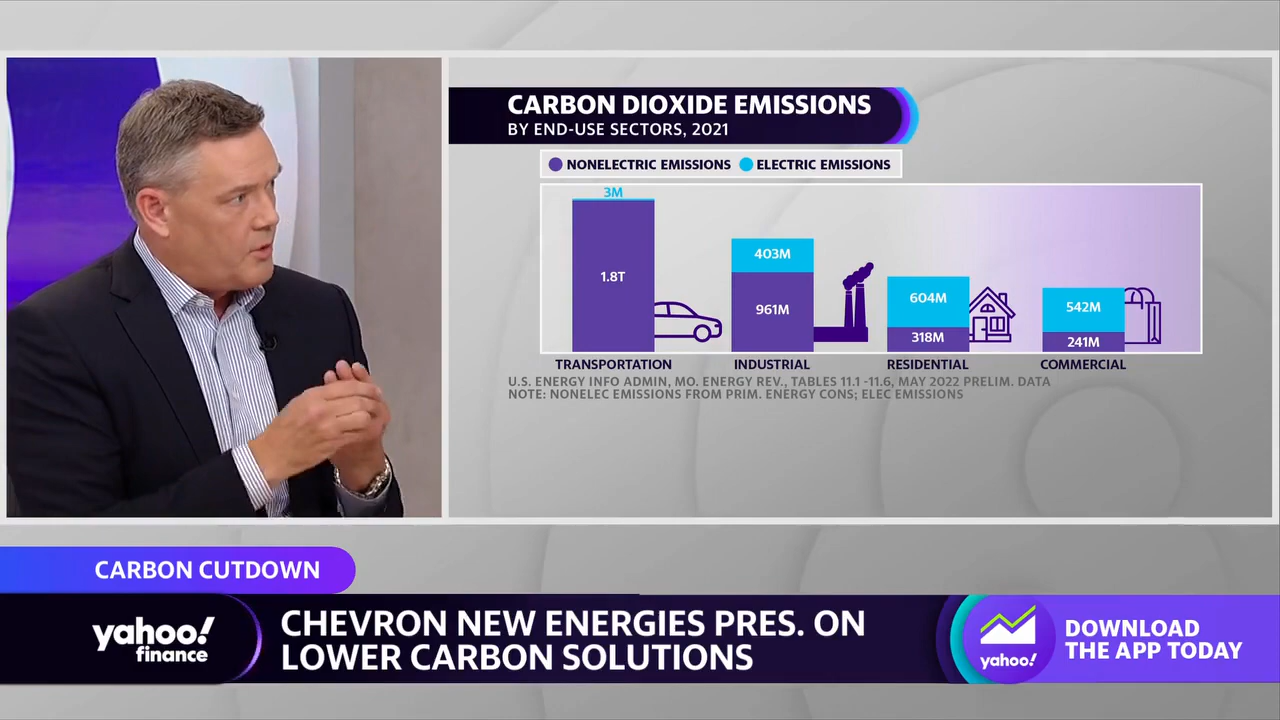 CARBON DIOXIDE EMISSIONS
BY END-USE SECTORS, 2021
NONELECTRIC EMISSIONS ELECTRIC EMISSIONS
3M
1.8T
403M
961M
604M
318M
542M
241M
TRANSPORTATION INDUSTRIAL RESIDENTIAL COMMERCIAL
U.S. ENERGY INFO ADMIN, MO. ENERGY REV., TABLES 11.1 -11.6, MAY 2022 PRELIM. DATA
NOTE: NONELEC EMISSIONS FROM PRIM. ENERGY CONS; ELEC EMISSIONS
CARBON CUTDOWN
yahoo!
finance
CHEVRON NEW ENERGIES PRES. ON
LOWER CARBON SOLUTIONS
yahoo!
DOWNLOAD
THE APP TODAY